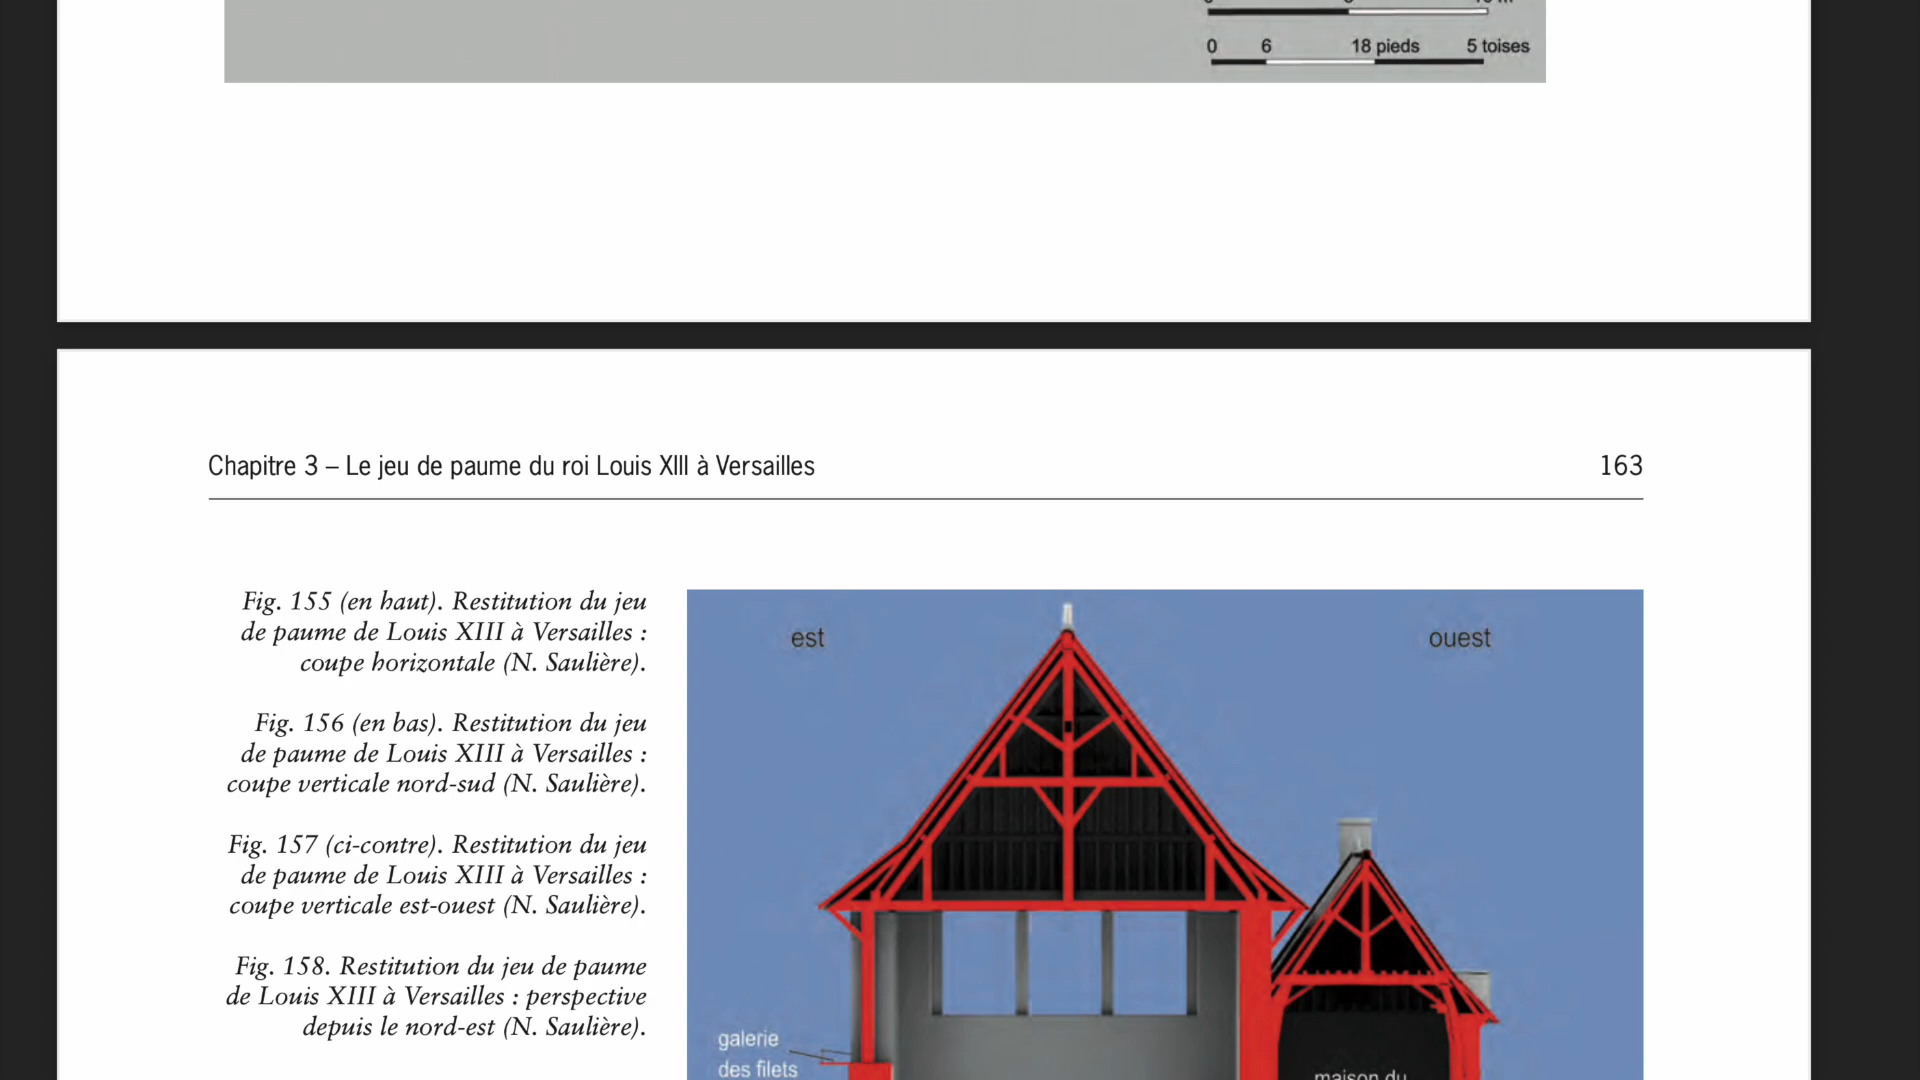 0 6 18 pieds 5 toises
Chapitre 3 – Le jeu de paume du roi Louis XIII à Versailles 163
Fig. 155 (en haut). Restitution du jeu
de paume de Louis XIII à Versailles :
coupe horizontale (N. Saulière).
Fig. 156 (en bas). Restitution du jeu
de paume de Louis XIII à Versailles :
coupe verticale nord-sud (N. Saulière).
Fig. 157 (ci-contre). Restitution du jeu
de paume de Louis XIII à Versailles :
coupe verticale est-ouest (N. Saulière).
Fig. 158. Restitution du jeu de paume
de Louis XIII à Versailles : perspective
depuis le nord-est (N. Saulière).
est ouest
galerie
des filets
maison du